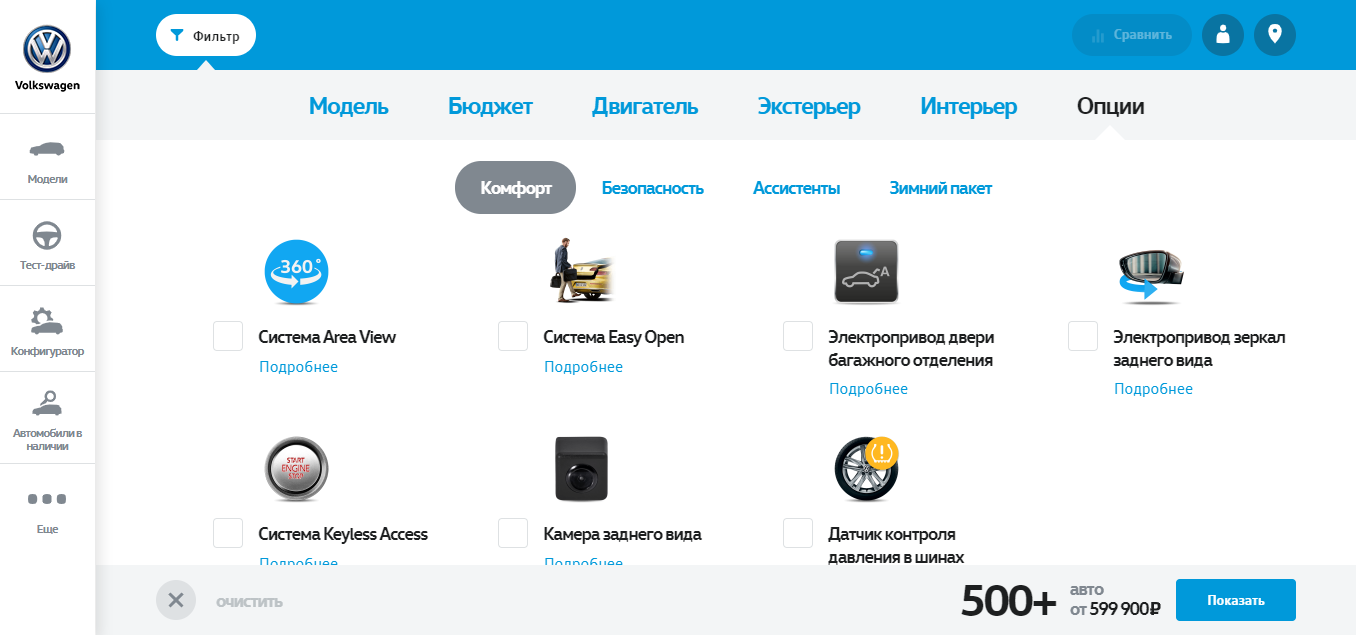 Volkswagen
Модели
Тест-драйв
Конфигуратор
Автомобили в
наличии
Еще
Фильтр
Сравнить
Модель
Бюджет
Двигатель
Экстерьер
Интерьер
Опции
Комфорт
Безопасность
Ассистенты
Зимний пакет
360°
A
Система Area View
Подробнее
Система Easy Open
Подробнее
Электропривод двери
багажного отделения
Подробнее
Электропривод зеркал
заднего вида
Подробнее
START
ENGINE
STOP
Система Keyless Access
Подробнее
Камера заднего вида
Подробнее
Датчик контроля
давления в шинах
очистить
500+
авто
от 599 900₽
Показать